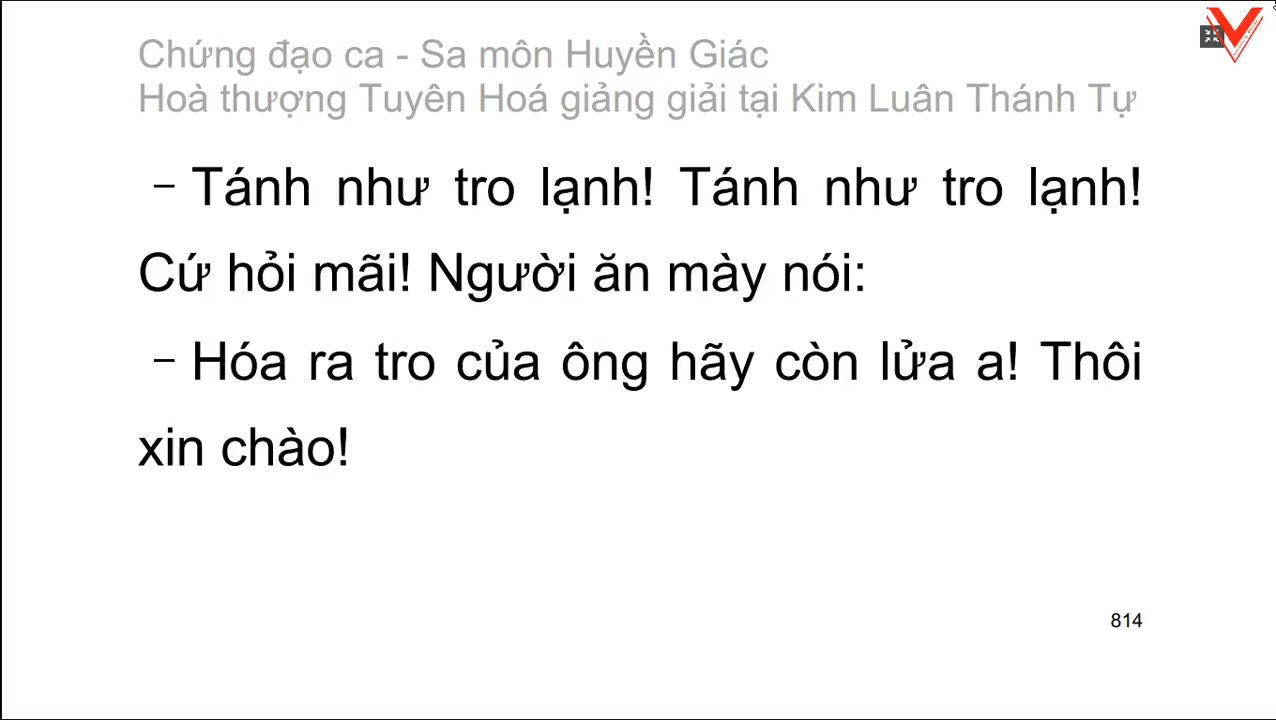 Chứng đạo ca - Sa môn Huyền Giác
Hoà thượng Tuyên Hoá giảng giải tại Kim Luân Thánh Tự
– Tánh như tro lạnh! Tánh như tro lạnh!
Cứ hỏi mãi! Người ăn mày nói:
– Hóa ra tro của ông hãy còn lửa a! Thôi
xin chào!
814